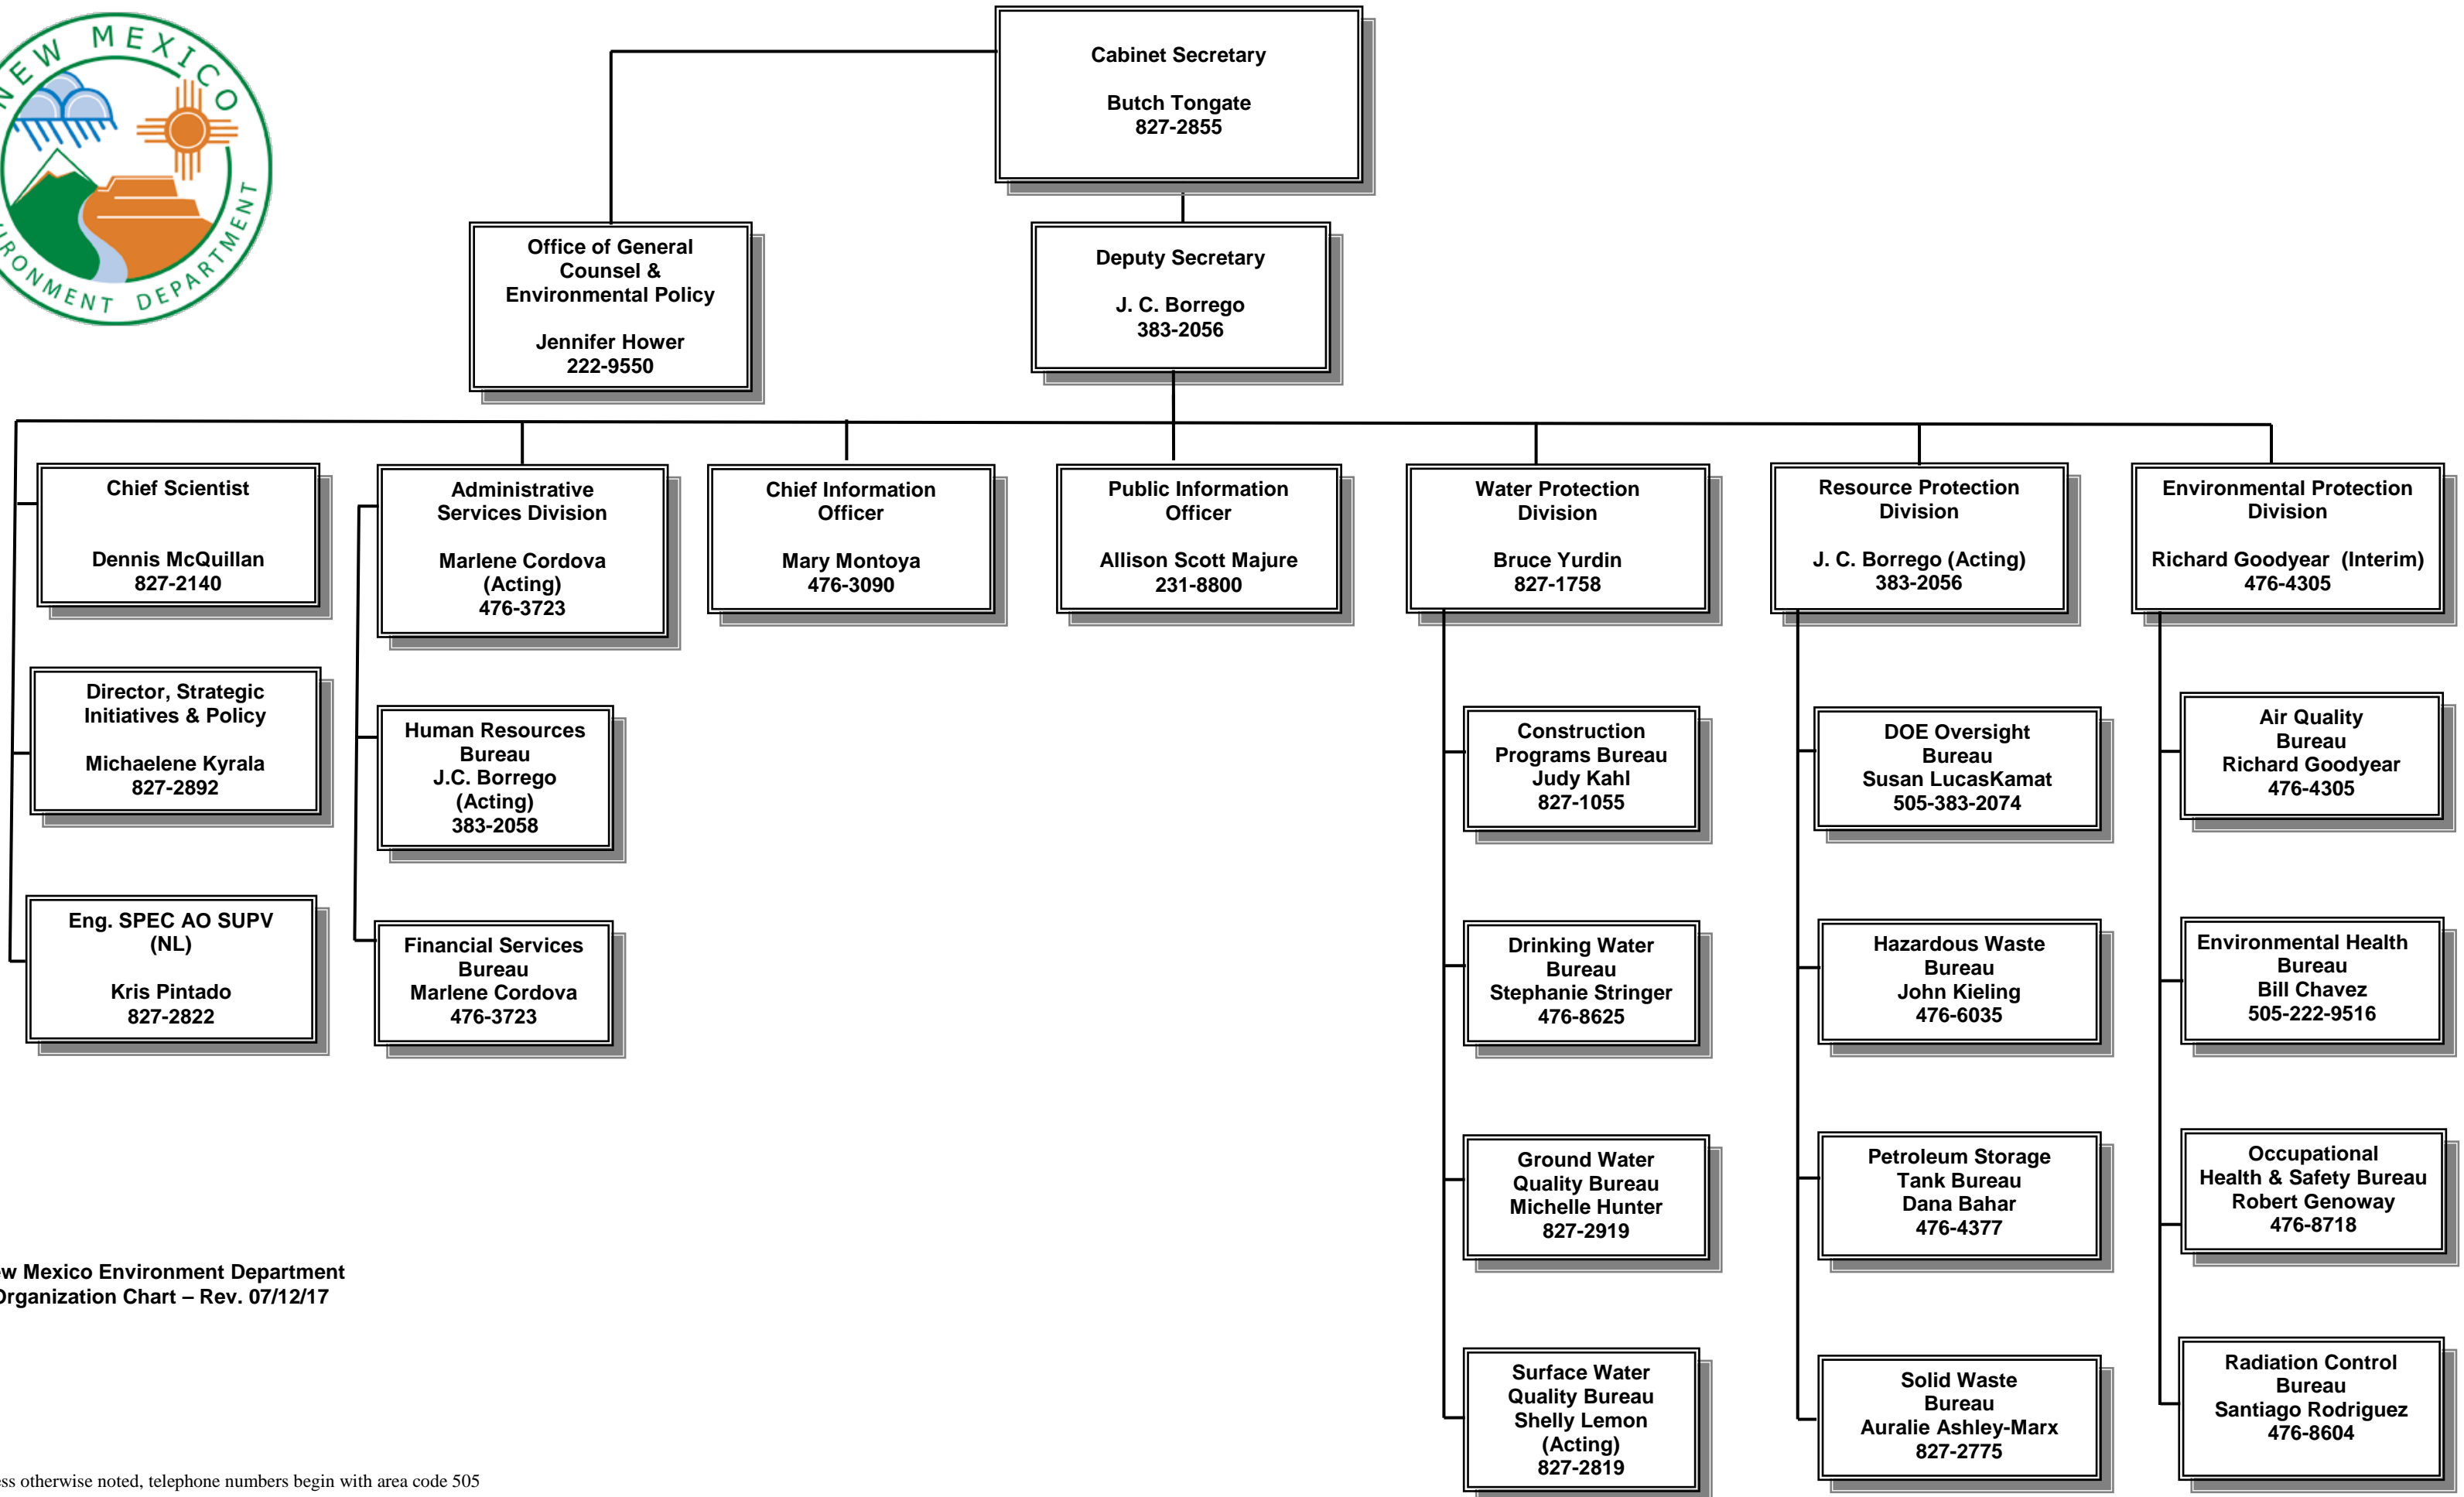 NEW MEXICO
DEPARTMENT
Cabinet Secretary
Butch Tongate
827-2855
Office of General
Counsel &
Environmental Policy
Jennifer Hower
222-9550
Deputy Secretary
J. C. Borrego
383-2056
Chief Scientist
Dennis McQuillan
827-2140
Administrative
Services Division
Marlene Cordova
(Acting)
476-3723
Chief Information
Officer
Mary Montoya
476-3090
Public Information
Officer
Allison Scott Majure
231-8800
Water Protection
Division
Bruce Yurdin
827-1758
Resource Protection
Division
J. C. Borrego (Acting)
383-2056
Environmental Protection
Division
Richard Goodyear (Interim)
476-4305
Director, Strategic
Initiatives & Policy
Michaelene Kyrala
827-2892
Human Resources
Bureau
J.C. Borrego
(Acting)
383-2058
Construction
Programs Bureau
Judy Kahl
827-1055
DOE Oversight
Bureau
Susan LucasKamat
505-383-2074
Air Quality
Bureau
Richard Goodyear
476-4305
Eng. SPEC AO SUPV
(NL)
Kris Pintado
827-2822
Financial Services
Bureau
Marlene Cordova
476-3723
Drinking Water
Bureau
Stephanie Stringer
476-8625
Hazardous Waste
Bureau
John Kieling
476-6035
Environmental Health
Bureau
Bill Chavez
505-222-9516
Ground Water
Quality Bureau
Michelle Hunter
827-2919
Petroleum Storage
Tank Bureau
Dana Bahar
476-4377
Occupational
Health & Safety Bureau
Robert Genoway
476-8718
Surface Water
Quality Bureau
Shelly Lemon
(Acting)
827-2819
Solid Waste
Bureau
Auralie Ashley-Marx
827-2775
Radiation Control
Bureau
Santiago Rodriguez
476-8604
Mexico Environment Department
Organization Chart – Rev. 07/12/17
otherwise noted, telephone numbers begin with area code 505